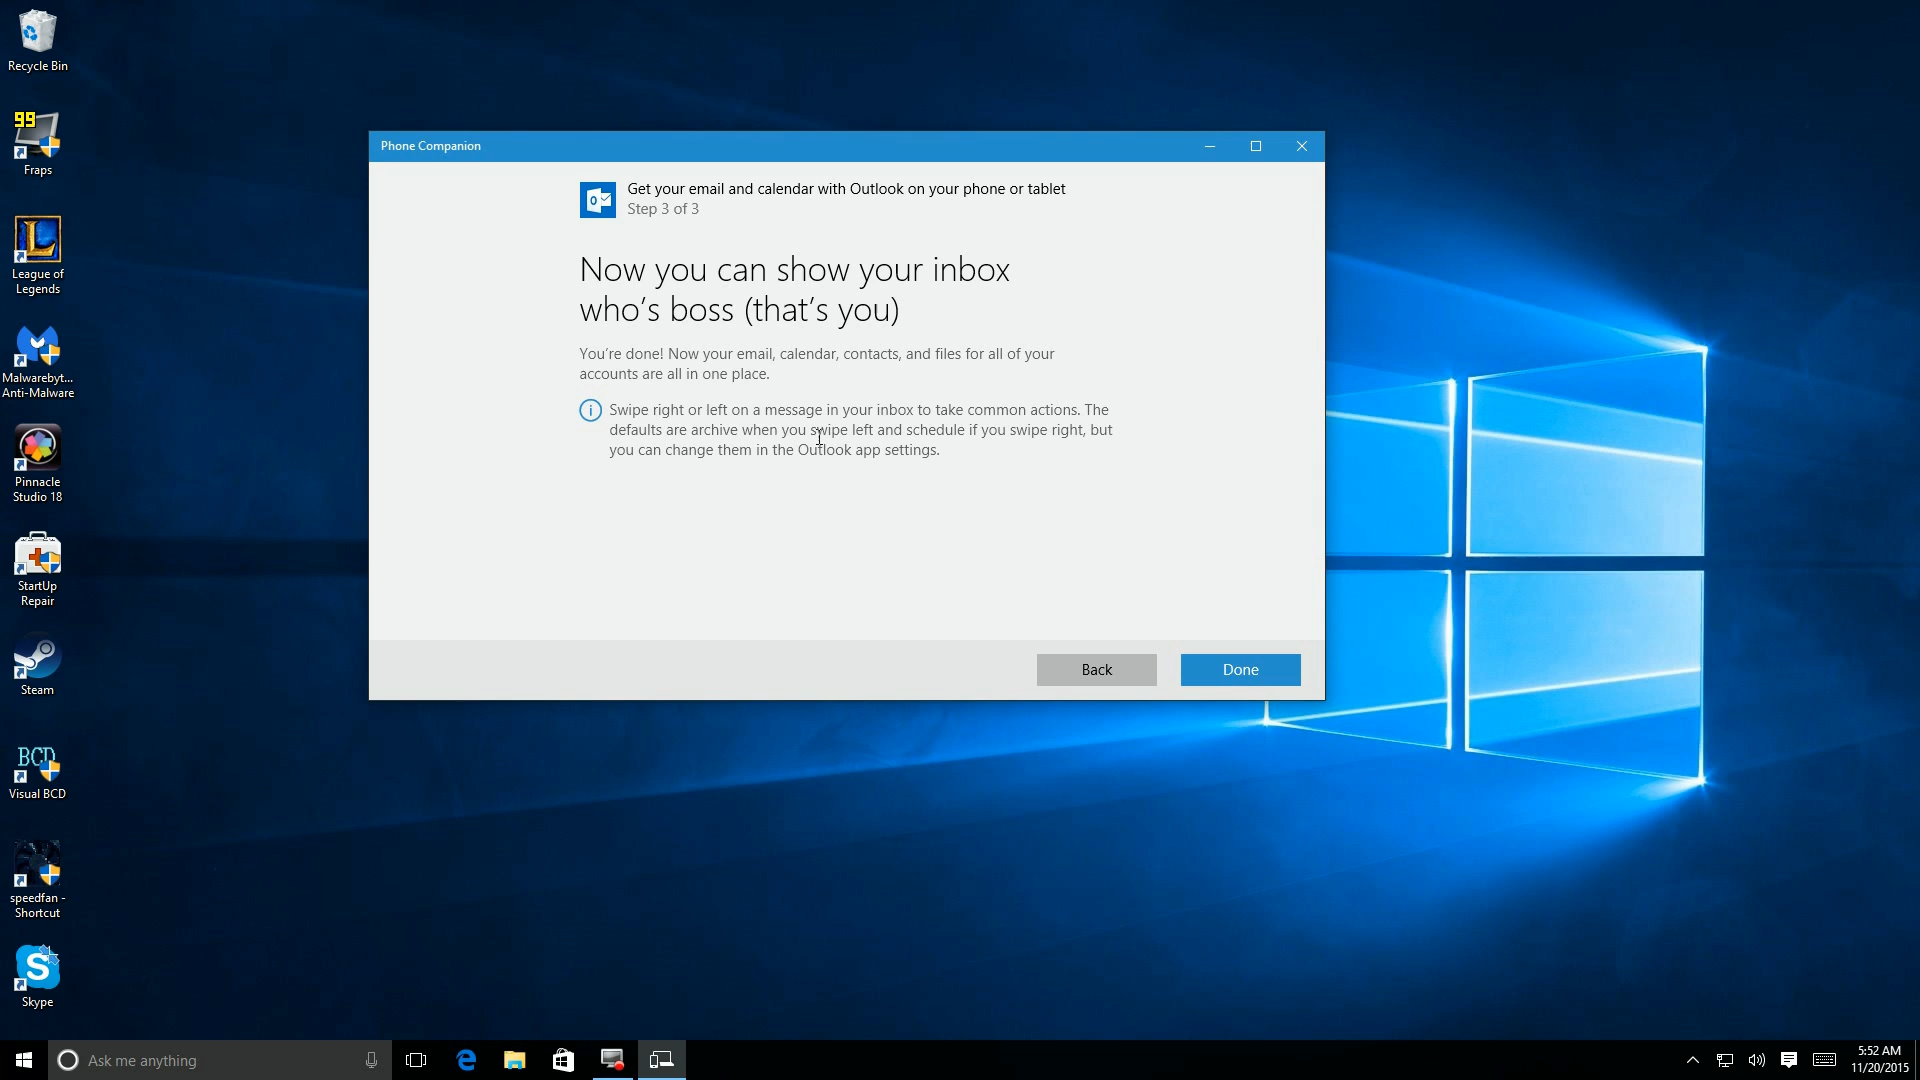 Recycle Bin
99
Fraps
League of
Legends
Malwarebyt...
Anti-Malware
Pinnacle
Studio 18
StartUp
Repair
Steam
BCD
Visual BCD
speedfan -
Shortcut
S
Skype
Phone Companion
Get your email and calendar with Outlook on your phone or tablet
Step 3 of 3
Now you can show your inbox
who’s boss (that’s you)
You’re done! Now your email, calendar, contacts, and files for all of your
accounts are all in one place.
Swipe right or left on a message in your inbox to take common actions. The
defaults are archive when you swipe left and schedule if you swipe right, but
you can change them in the Outlook app settings.
Back
Done
Ask me anything
5:52 AM
11/20/2015